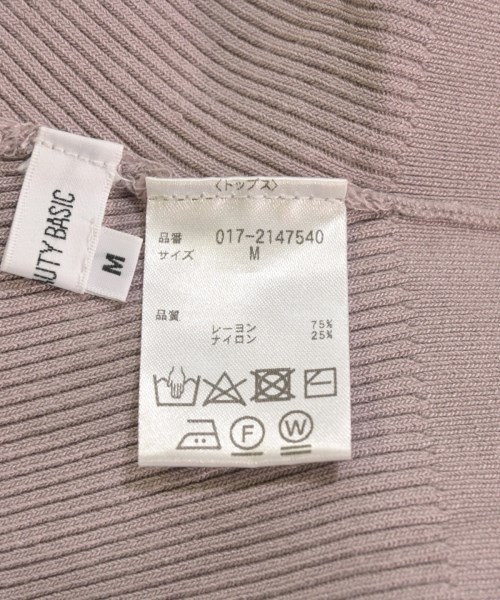 UTY BASIC
M
〈トップス〉
品番 017-2147540
サイズ M
品質
レーヨン 75%
ナイロン 25%
F
W